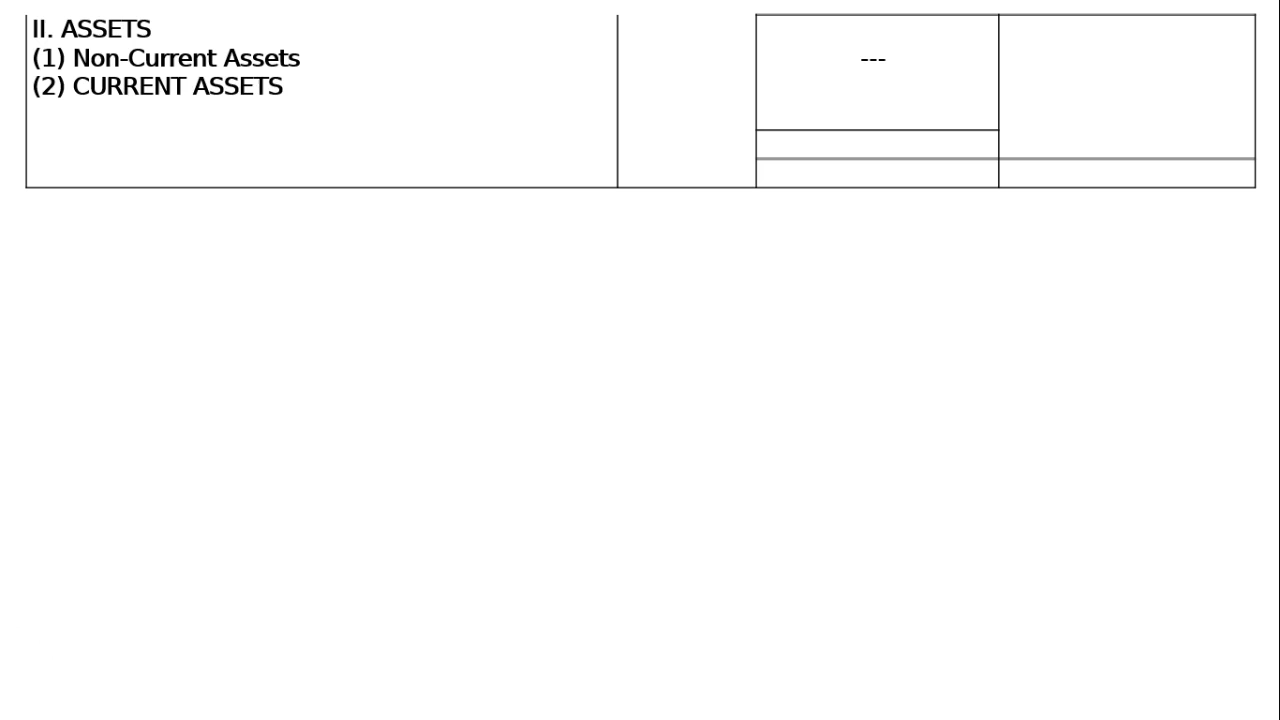 II. ASSETS
(1) Non-Current Assets
---
(2) CURRENT ASSETS